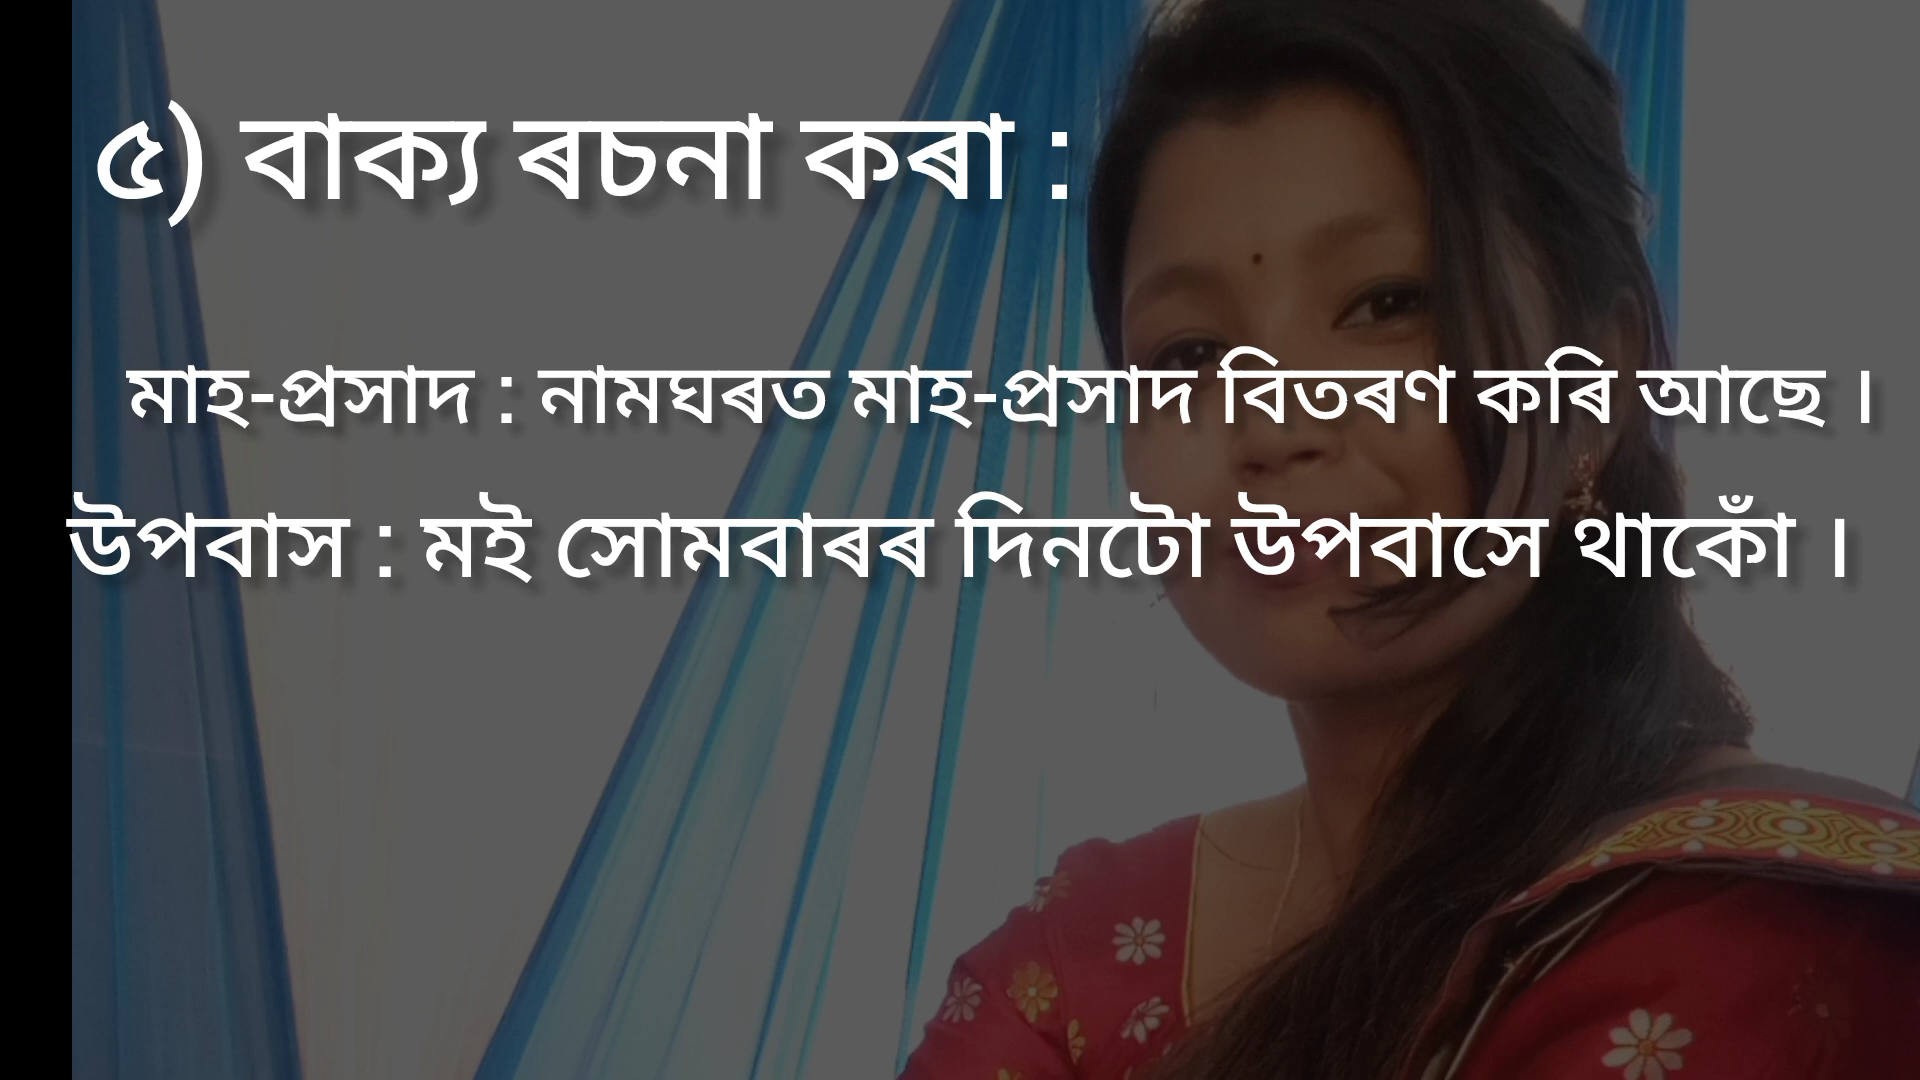 ৫) বাক্য ৰচনা কৰা :
মাহ-প্ৰসাদ : নামঘৰত মাহ-প্ৰসাদ বিতৰণ কৰি আছে ।
উপবাস : মই সোমবাৰৰ দিনটো উপবাসে থাকোঁ ।